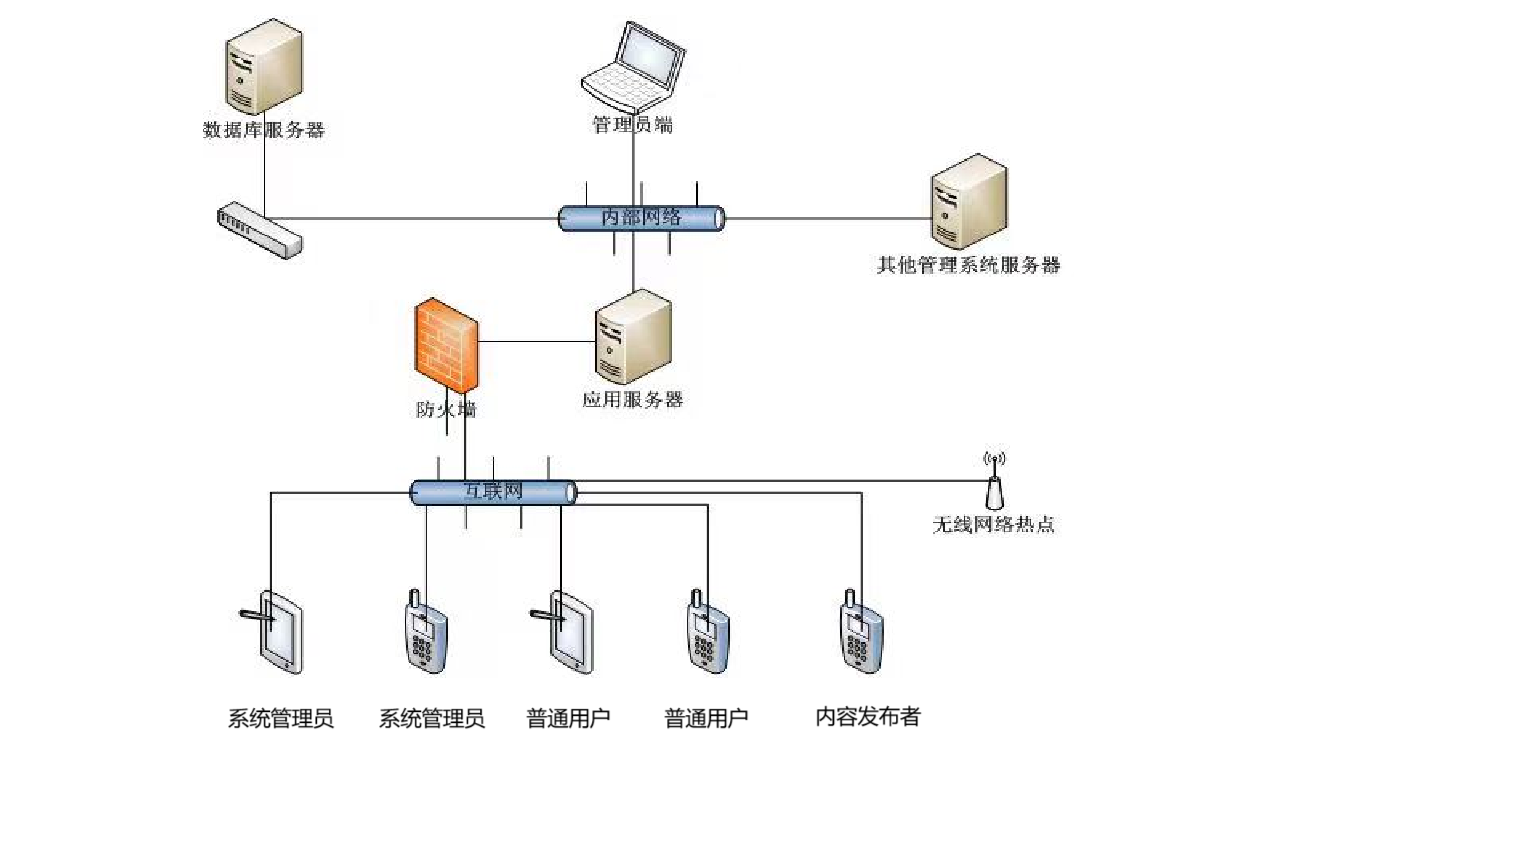 数据库服务器
管理员端
内部网络
其他管理系统服务器
防火墙
应用服务器
互联网
无线网络热点
系统管理员
系统管理员
普通用户
普通用户
内容发布者